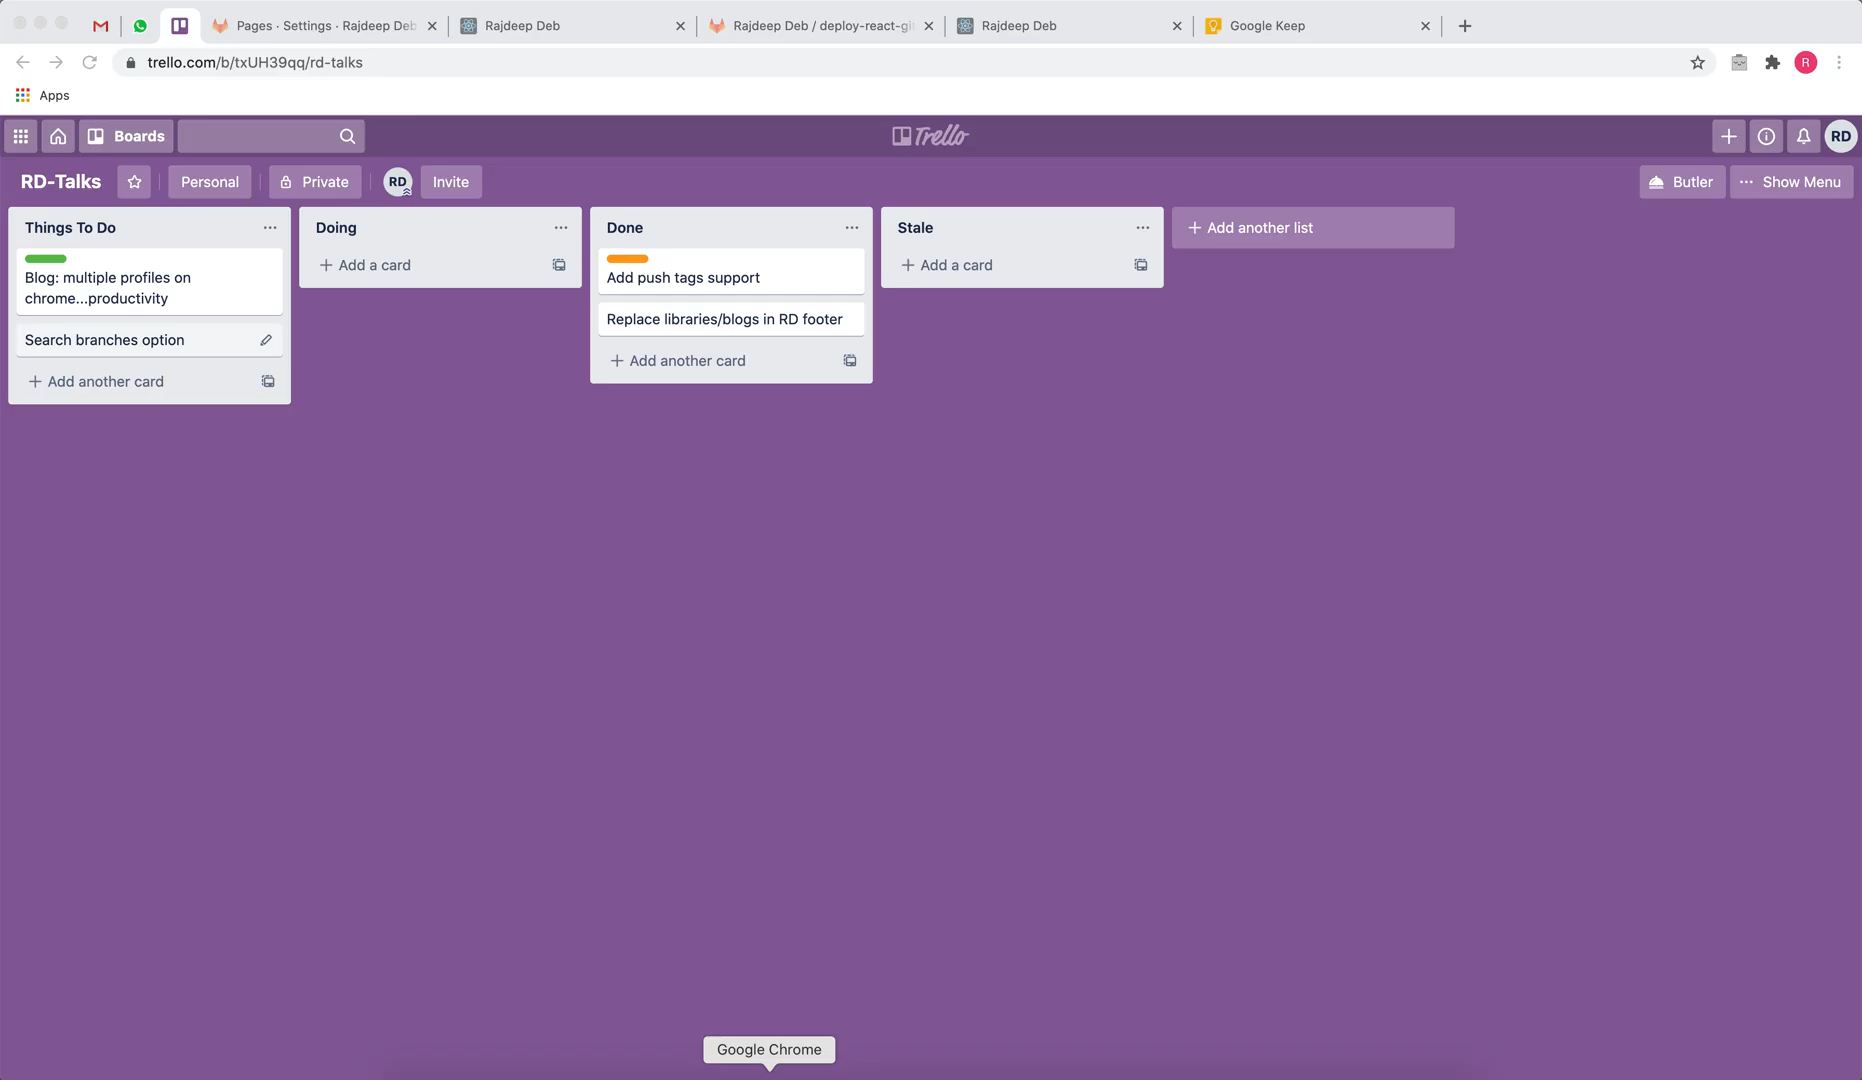 Pages · Settings · Rajdeep Deb
Rajdeep Deb
Rajdeep Deb / deploy-react-gi
Rajdeep Deb
Google Keep
trello.com/b/txUH39qq/rd-talks
R
Apps
Boards
Trello
RD
RD-Talks
Personal
Private
RD
Invite
Butler
Show Menu
Things To Do
Blog: multiple profiles on
chrome...productivity
Search branches option
Add another card
Doing
Add a card
Done
Add push tags support
Replace libraries/blogs in RD footer
Add another card
Stale
Add a card
Add another list
Google Chrome